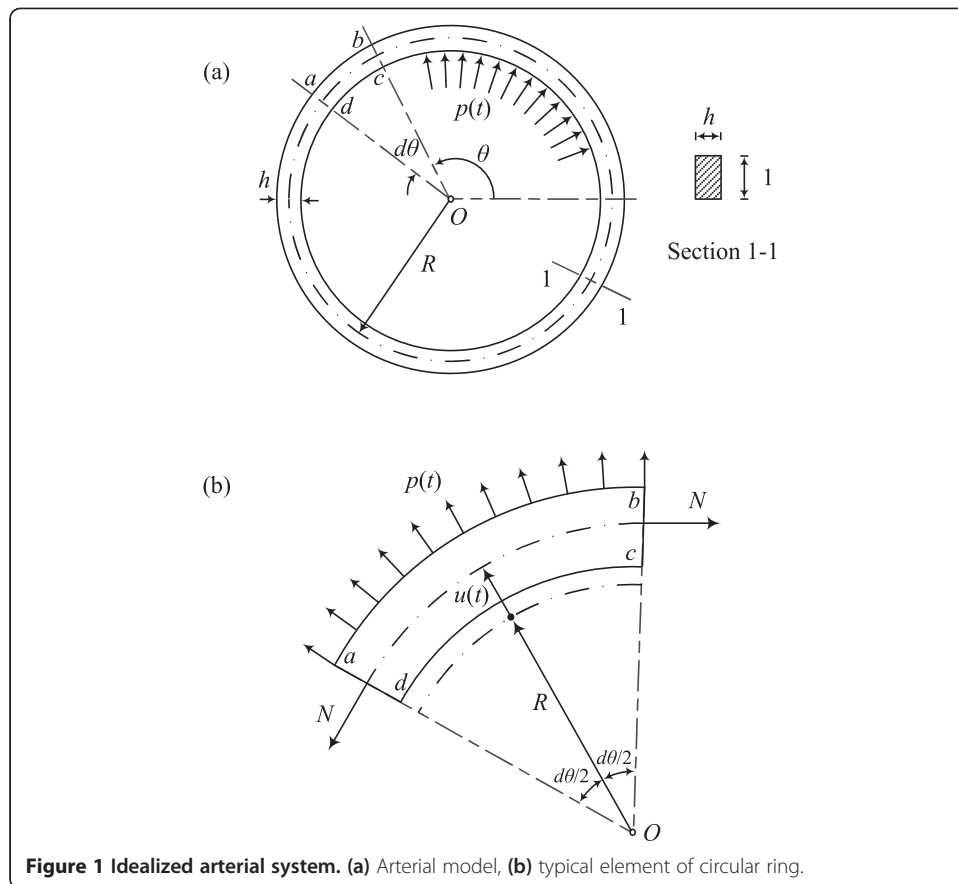 (a)
b
a
c
d
p(t)
dθ
θ
h
O
R
1
1
h
1
Section 1-1
(b)
p(t)
b
N
c
u(t)
a
d
N
R
dθ/2
dθ/2
O
Figure 1 Idealized arterial system. (a) Arterial model, (b) typical element of circular ring.